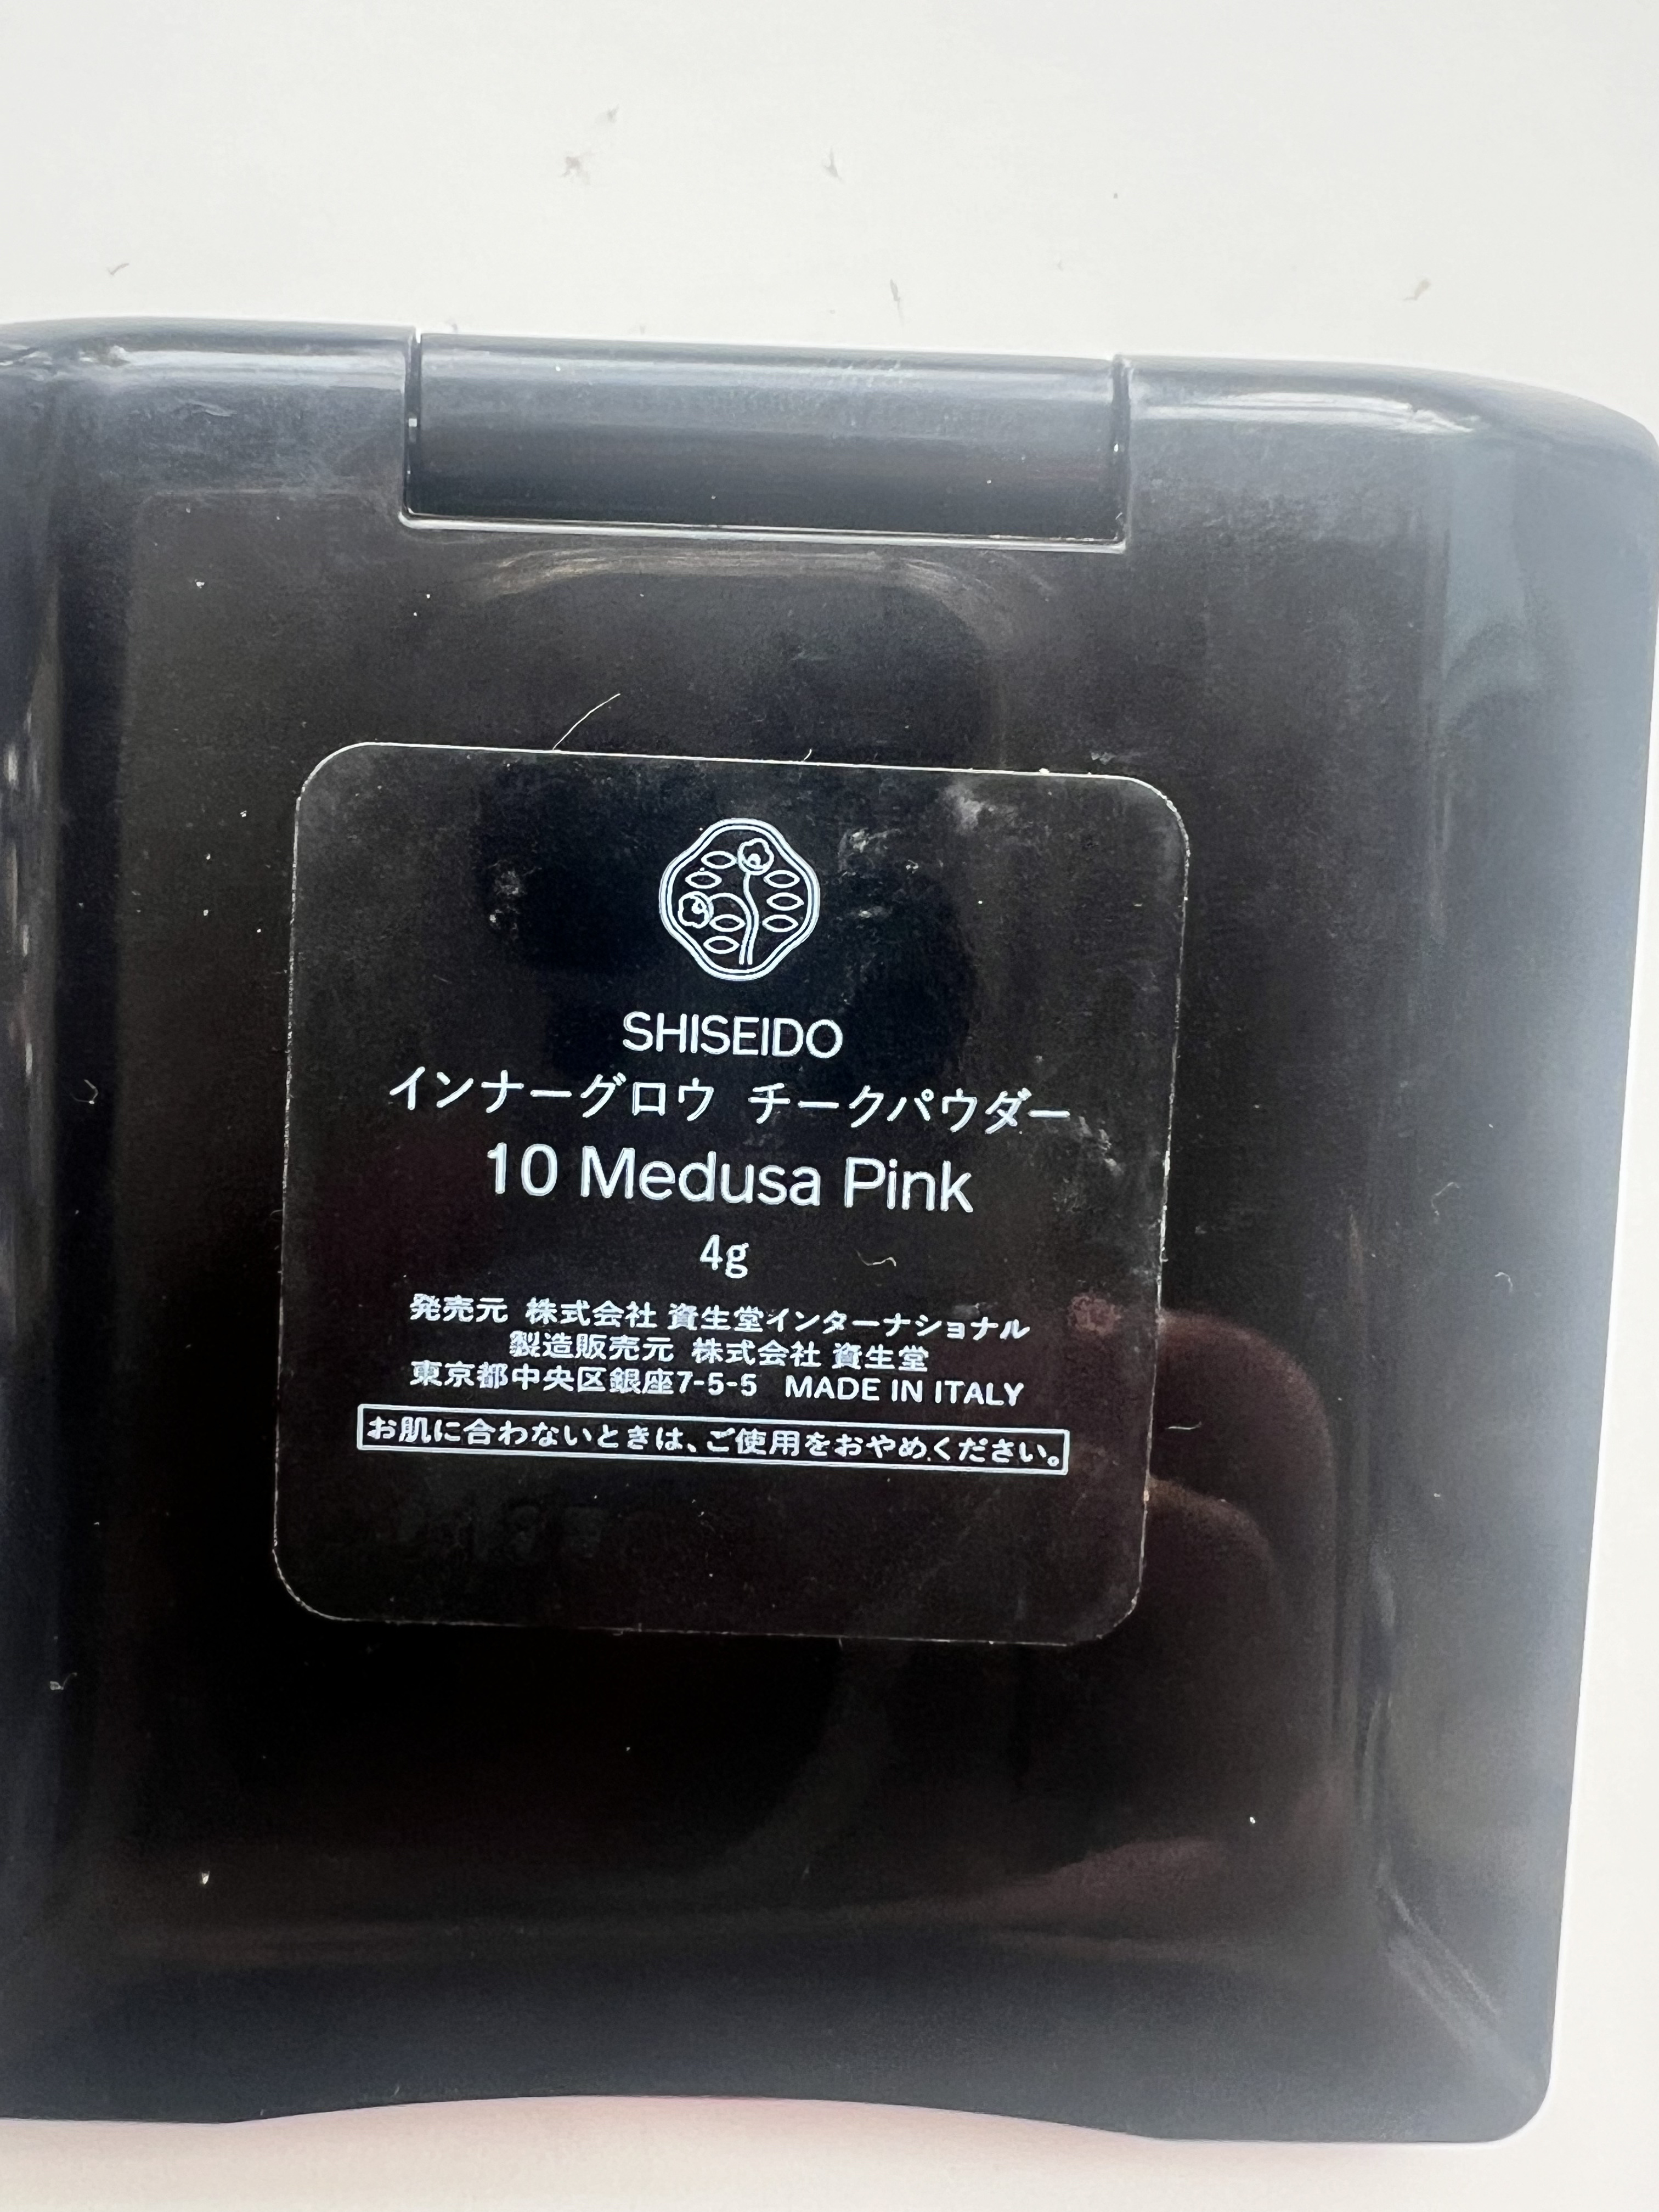 SHISEIDO
インナーグロウ チークパウダー
10 Medusa Pink
4g
発売元 株式会社 資生堂インターナショナル
製造販売元 株式会社 資生堂
東京都中央区銀座7-5-5 MADE IN ITALY
お肌に合わないときは、ご使用をおやめください。